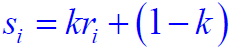 sᵢ = krᵢ + (1 − k)